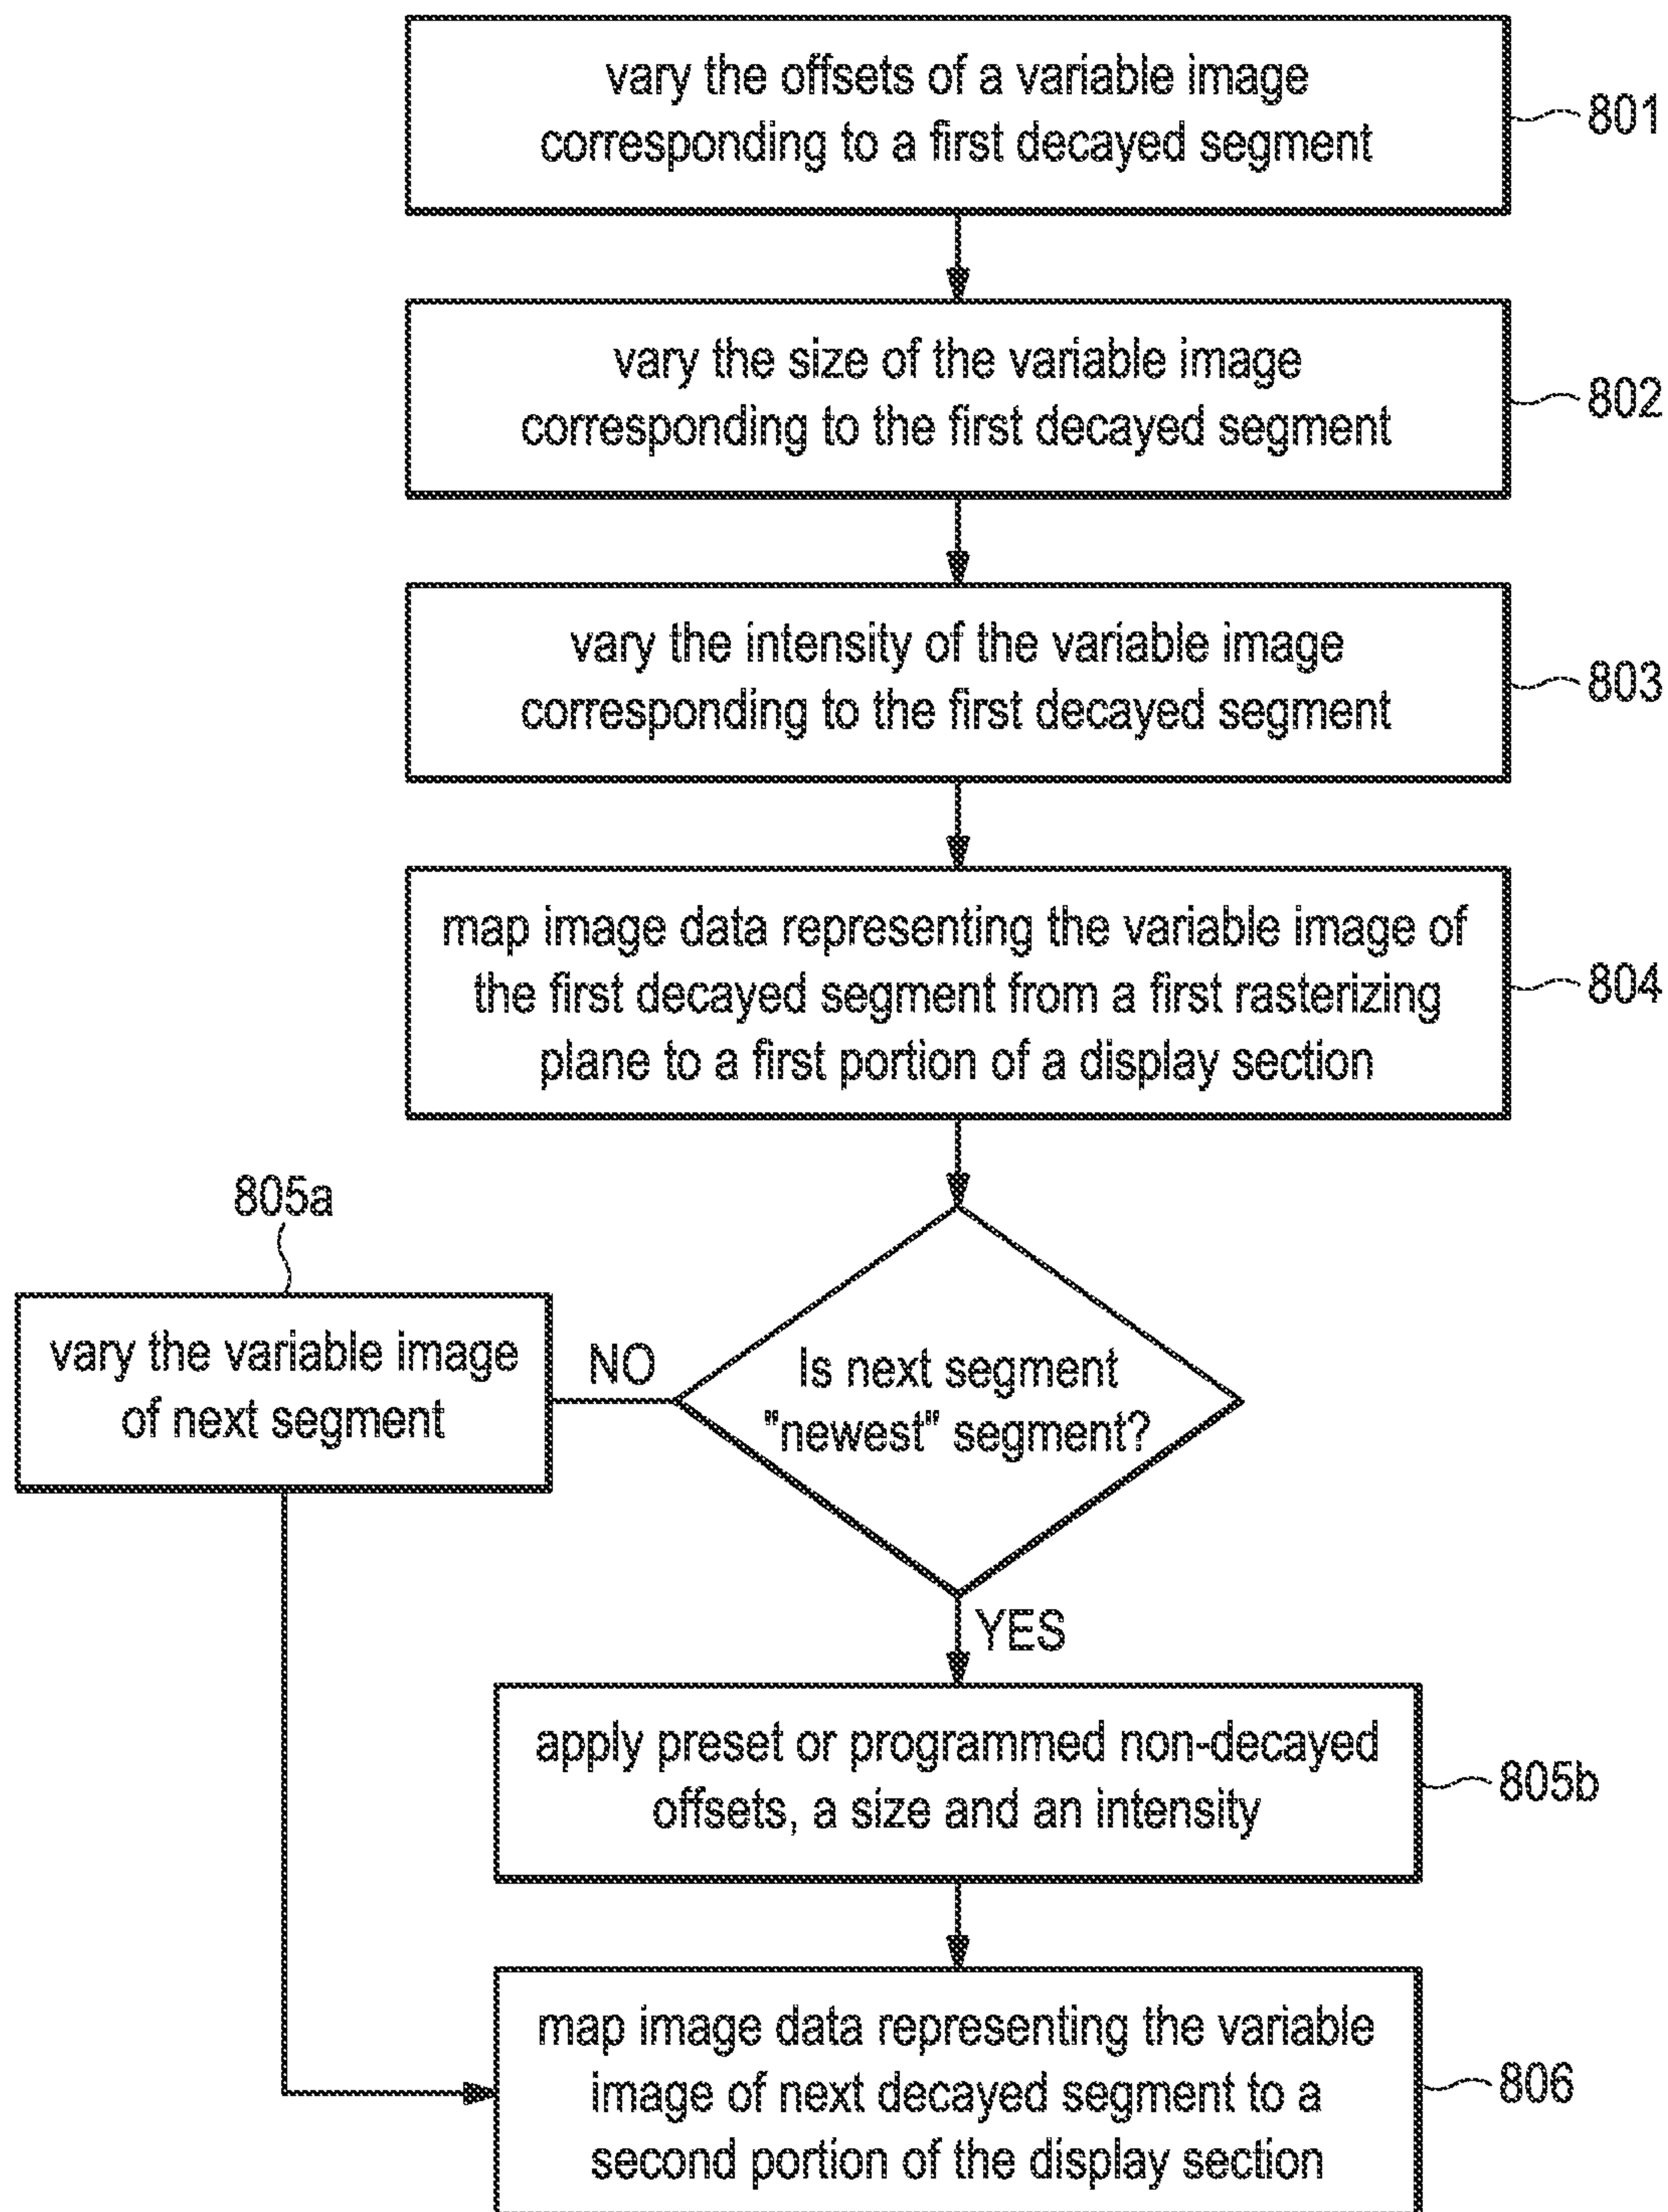 vary the offsets of a variable image
corresponding to a first decayed segment
801
vary the size of the variable image
corresponding to the first decayed segment
802
vary the intensity of the variable image
corresponding to the first decayed segment
803
map image data representing the variable image of
the first decayed segment from a first rasterizing
plane to a first portion of a display section
804
805a
vary the variable image
of next segment
NO
Is next segment
"newest" segment?
YES
apply preset or programmed non-decayed
offsets, a size and an intensity
805b
map image data representing the variable
image of next decayed segment to a
second portion of the display section
806